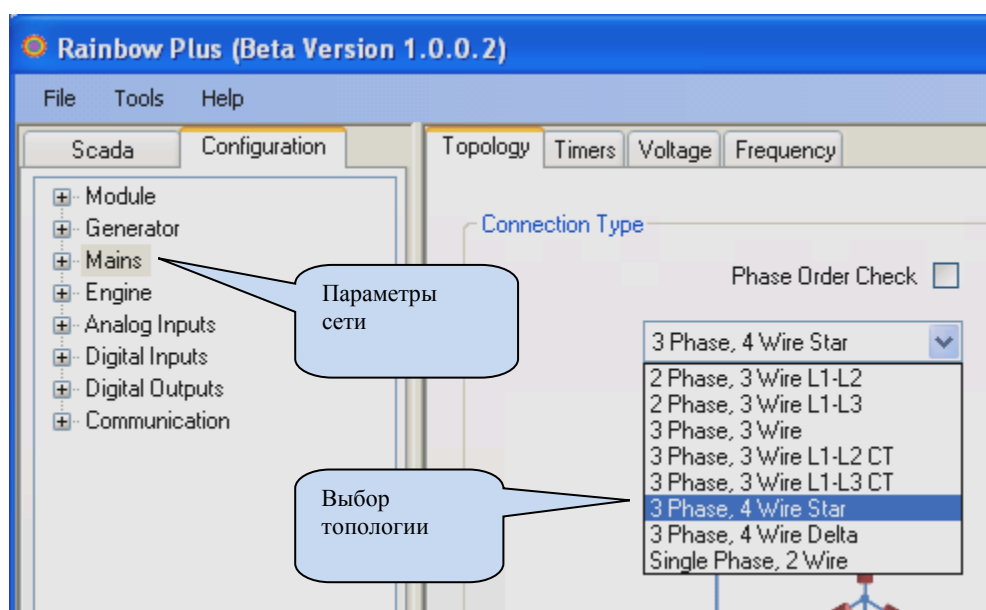 Rainbow Plus (Beta Version 1.0.0.2)
File Tools Help
Scada Configuration
Topology Timers Voltage Frequency
Module
Generator
Mains
Engine
Analog Inputs
Digital Inputs
Digital Outputs
Communication
Параметры
сети
Выбор
топологии
Connection Type
Phase Order Check
3 Phase, 4 Wire Star
2 Phase, 3 Wire L1-L2
2 Phase, 3 Wire L1-L3
3 Phase, 3 Wire
3 Phase, 3 Wire L1-L2 CT
3 Phase, 3 Wire L1-L3 CT
3 Phase, 4 Wire Star
3 Phase, 4 Wire Delta
Single Phase, 2 Wire